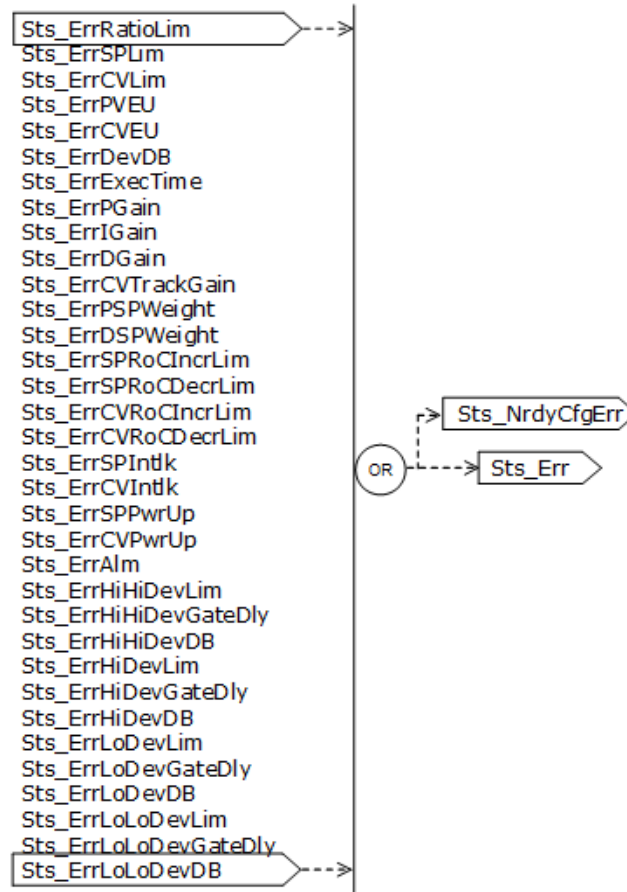 Sts_ErrRatioLim
Sts_ErrSPLim
Sts_ErrCVLim
Sts_ErrPVEU
Sts_ErrCVEU
Sts_ErrDevDB
Sts_ErrExecTime
Sts_ErrPGain
Sts_ErrIGain
Sts_ErrDGain
Sts_ErrCVTrackGain
Sts_ErrPSPWeight
Sts_ErrDSPWeight
Sts_ErrSPRoCIncrLim
Sts_ErrSPRoCDecrLim
Sts_ErrCVRoCIncrLim
Sts_ErrCVRoCDecrLim
Sts_ErrSPIntlk
Sts_ErrCVIntlk
Sts_ErrSPPwrUp
Sts_ErrCVPwrUp
Sts_ErrAlm
Sts_ErrHiHiDevLim
Sts_ErrHiHiDevGateDly
Sts_ErrHiHiDevDB
Sts_ErrHiDevLim
Sts_ErrHiDevGateDly
Sts_ErrHiDevDB
Sts_ErrLoDevLim
Sts_ErrLoDevGateDly
Sts_ErrLoDevDB
Sts_ErrLoLoDevLim
Sts_ErrLoLoDevGateDly
Sts_ErrLoLoDevDB
OR
Sts_NrdyCfgErr
Sts_Err